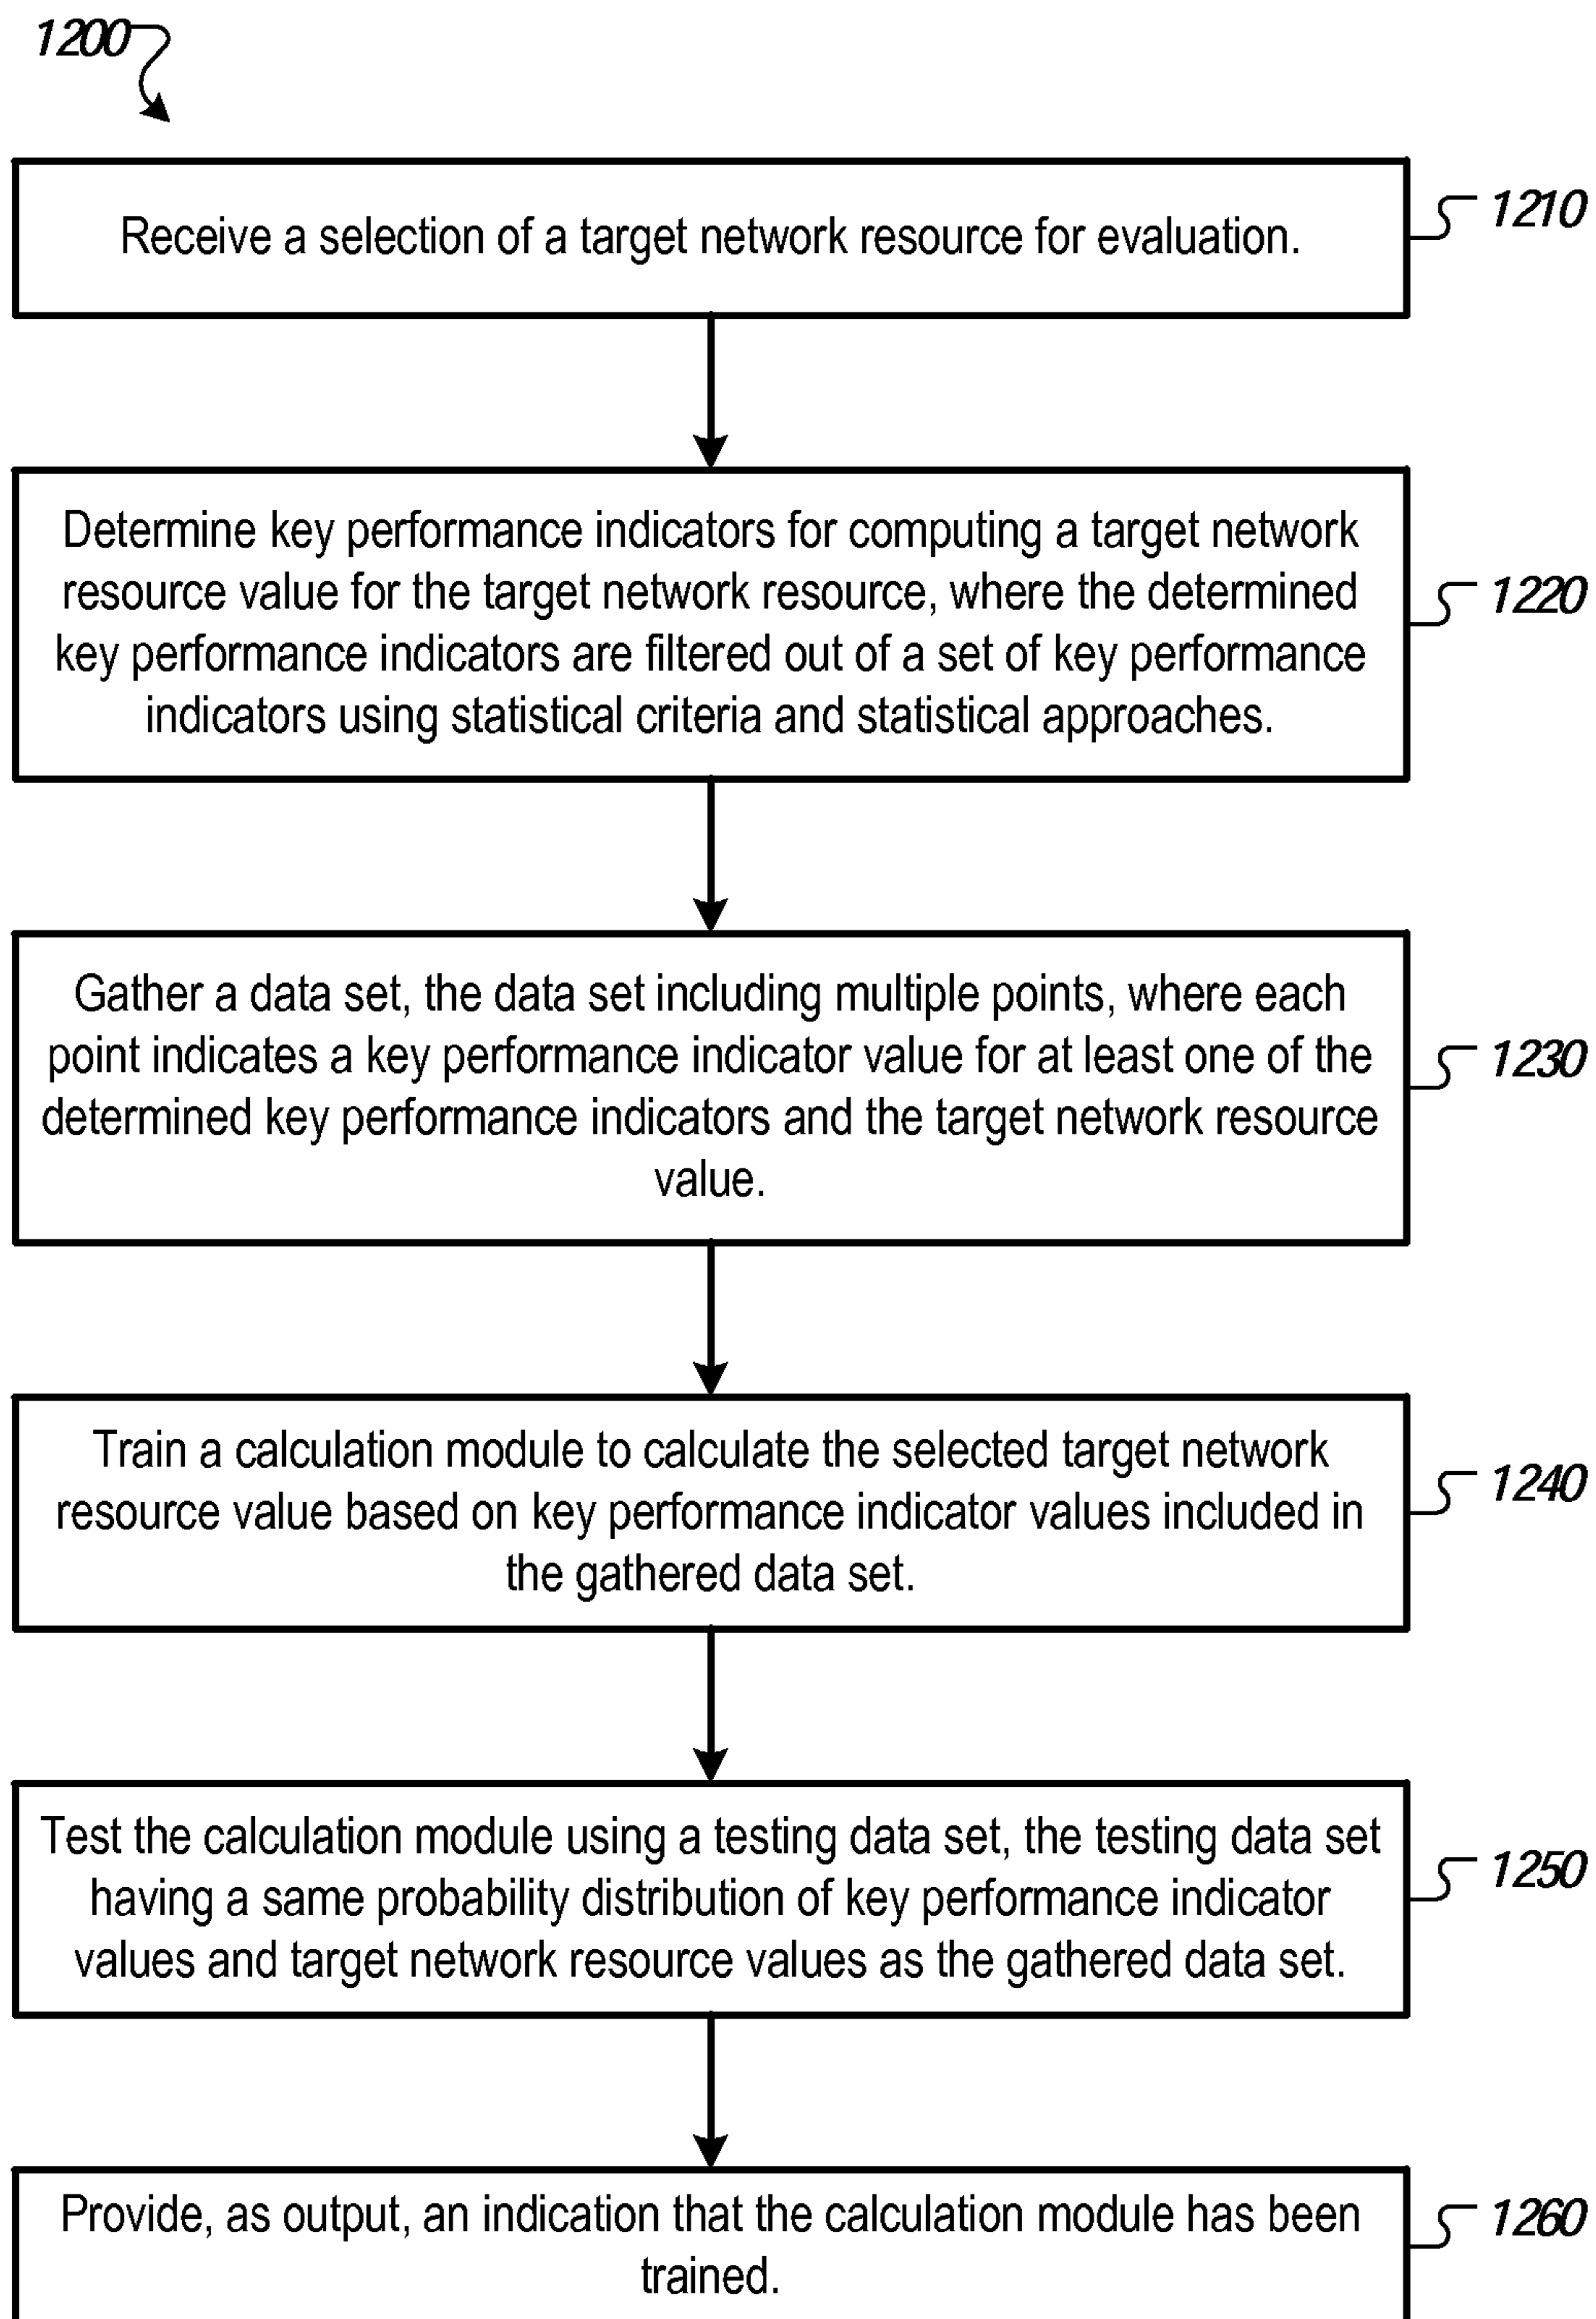 1200
Receive a selection of a target network resource for evaluation.
1210
Determine key performance indicators for computing a target network
resource value for the target network resource, where the determined
key performance indicators are filtered out of a set of key performance
indicators using statistical criteria and statistical approaches.
1220
Gather a data set, the data set including multiple points, where each
point indicates a key performance indicator value for at least one of the
determined key performance indicators and the target network resource
value.
1230
Train a calculation module to calculate the selected target network
resource value based on key performance indicator values included in
the gathered data set.
1240
Test the calculation module using a testing data set, the testing data set
having a same probability distribution of key performance indicator
values and target network resource values as the gathered data set.
1250
Provide, as output, an indication that the calculation module has been
trained.
1260